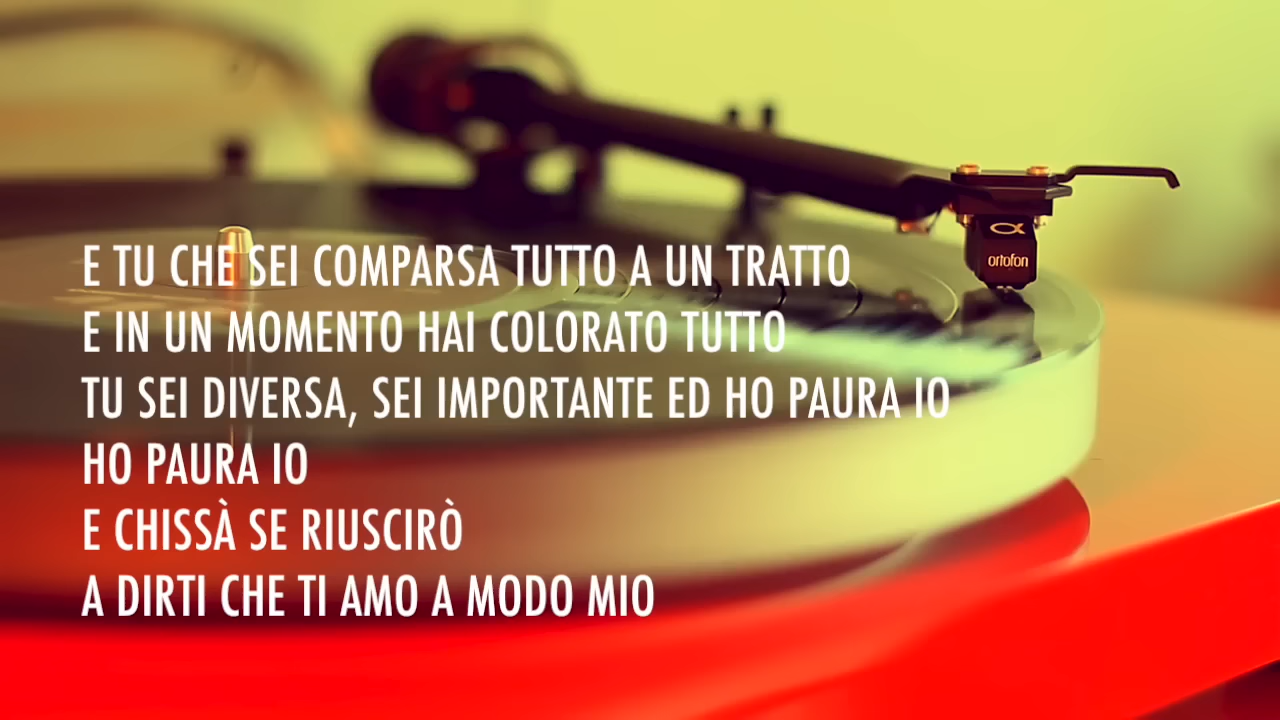 ortofon
E TU CHE SEI COMPARSA TUTTO A UN TRATTO
E IN UN MOMENTO HAI COLORATO TUTTO
TU SEI DIVERSA, SEI IMPORTANTE ED HO PAURA IO
HO PAURA IO
E CHISSÀ SE RIUSCIRÒ
A DIRTI CHE TI AMO A MODO MIO